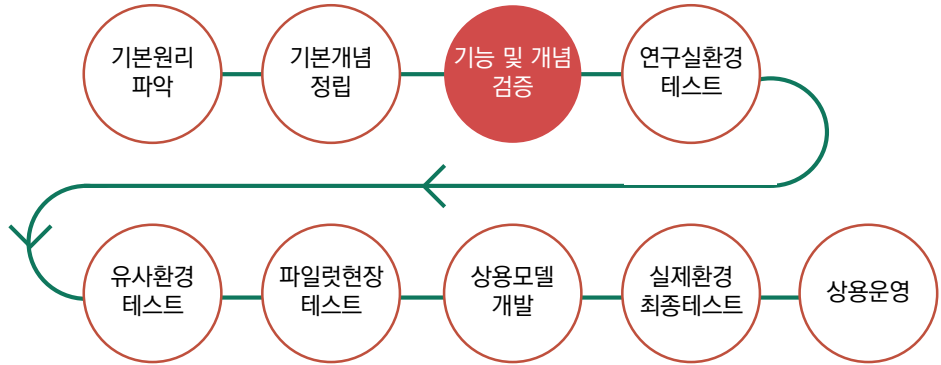 기본원리
파악
기본개념
정립
기능 및 개념
검증
연구실환경
테스트
유사환경
테스트
파일럿현장
테스트
상용모델
개발
실제환경
최종테스트
상용운영